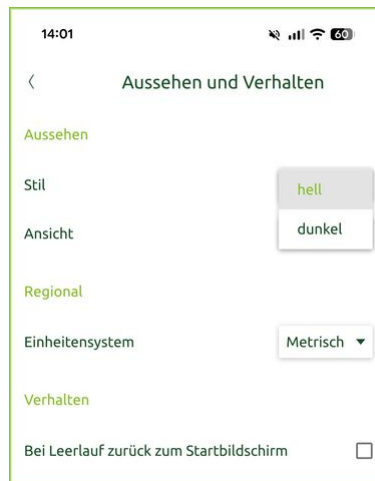 14:01
60
Aussehen und Verhalten
Aussehen
Stil
hell
dunkel
Ansicht
Regional
Einheitensystem Metrisch
Verhalten
Bei Leerlauf zurück zum Startbildschirm